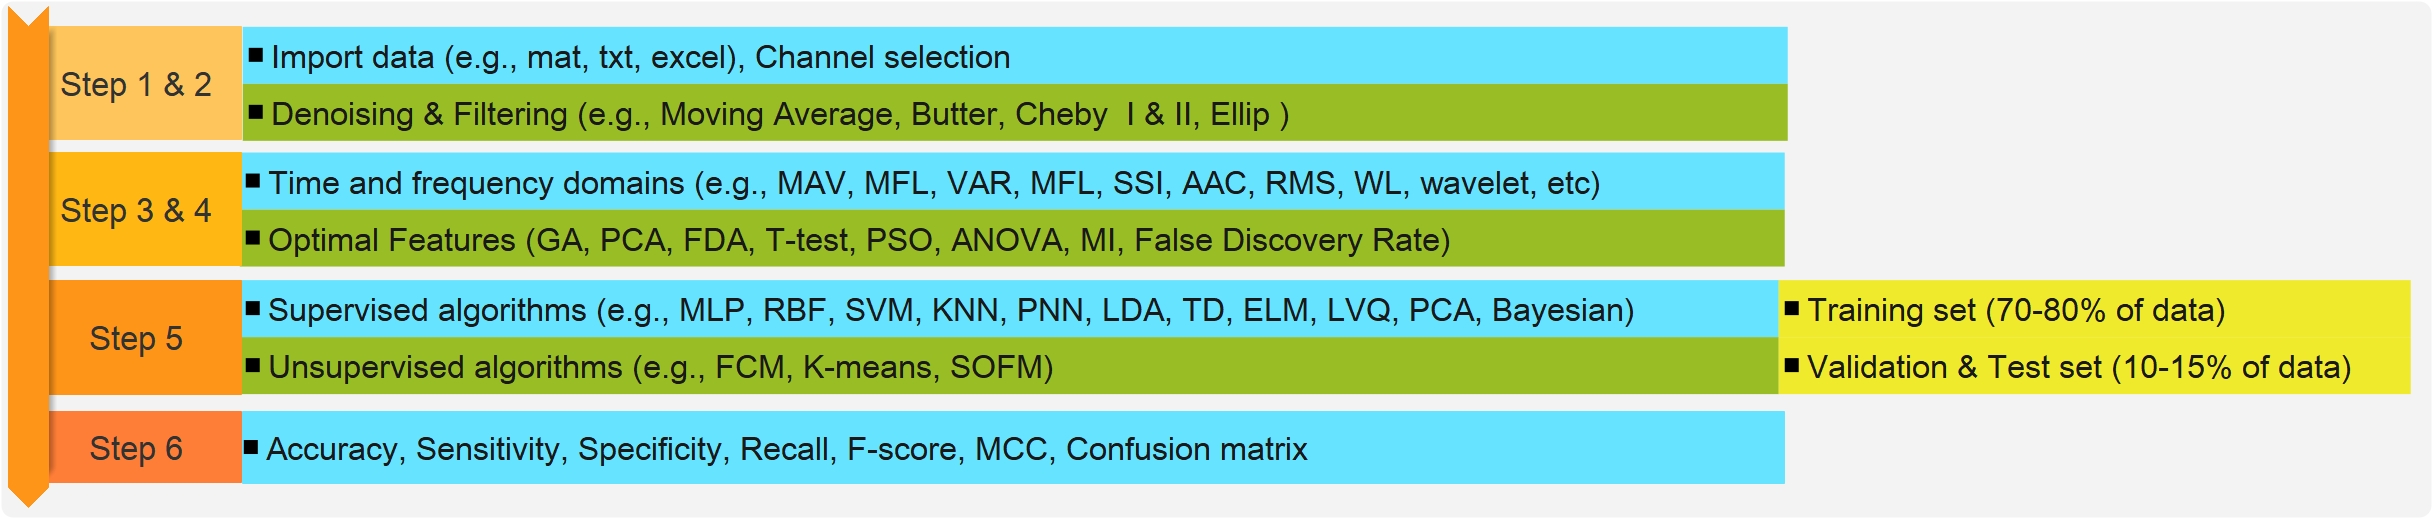 Step 1 & 2
Import data (e.g., mat, txt, excel), Channel selection
Denoising & Filtering (e.g., Moving Average, Butter, Cheby  I & II, Ellip )
Step 3 & 4
Time and frequency domains (e.g., MAV, MFL, VAR, MFL, SSI, AAC, RMS, WL, wavelet, etc)
Optimal Features (GA, PCA, FDA, T-test, PSO, ANOVA, MI, False Discovery Rate)
Step 5
Supervised algorithms (e.g., MLP, RBF, SVM, KNN, PNN, LDA, TD, ELM, LVQ, PCA, Bayesian)
Unsupervised algorithms (e.g., FCM, K-means, SOFM)
Training set (70-80% of data)
Validation & Test set (10-15% of data)
Step 6
Accuracy, Sensitivity, Specificity, Recall, F-score, MCC, Confusion matrix